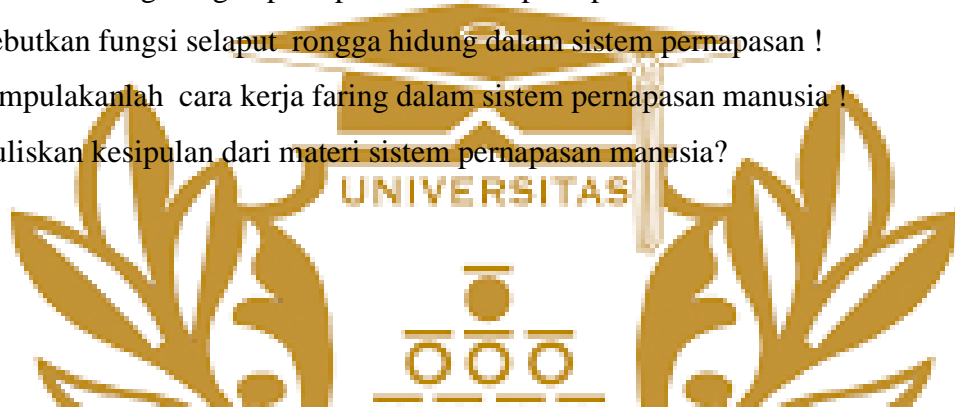 ebutkan fungsi selaput rongga hidung dalam sistem pernapasan !
mpulakanlah cara kerja faring dalam sistem pernapasan manusia !
uliskan kesipulan dari materi sistem pernapasan manusia?
UNIVERSITAS